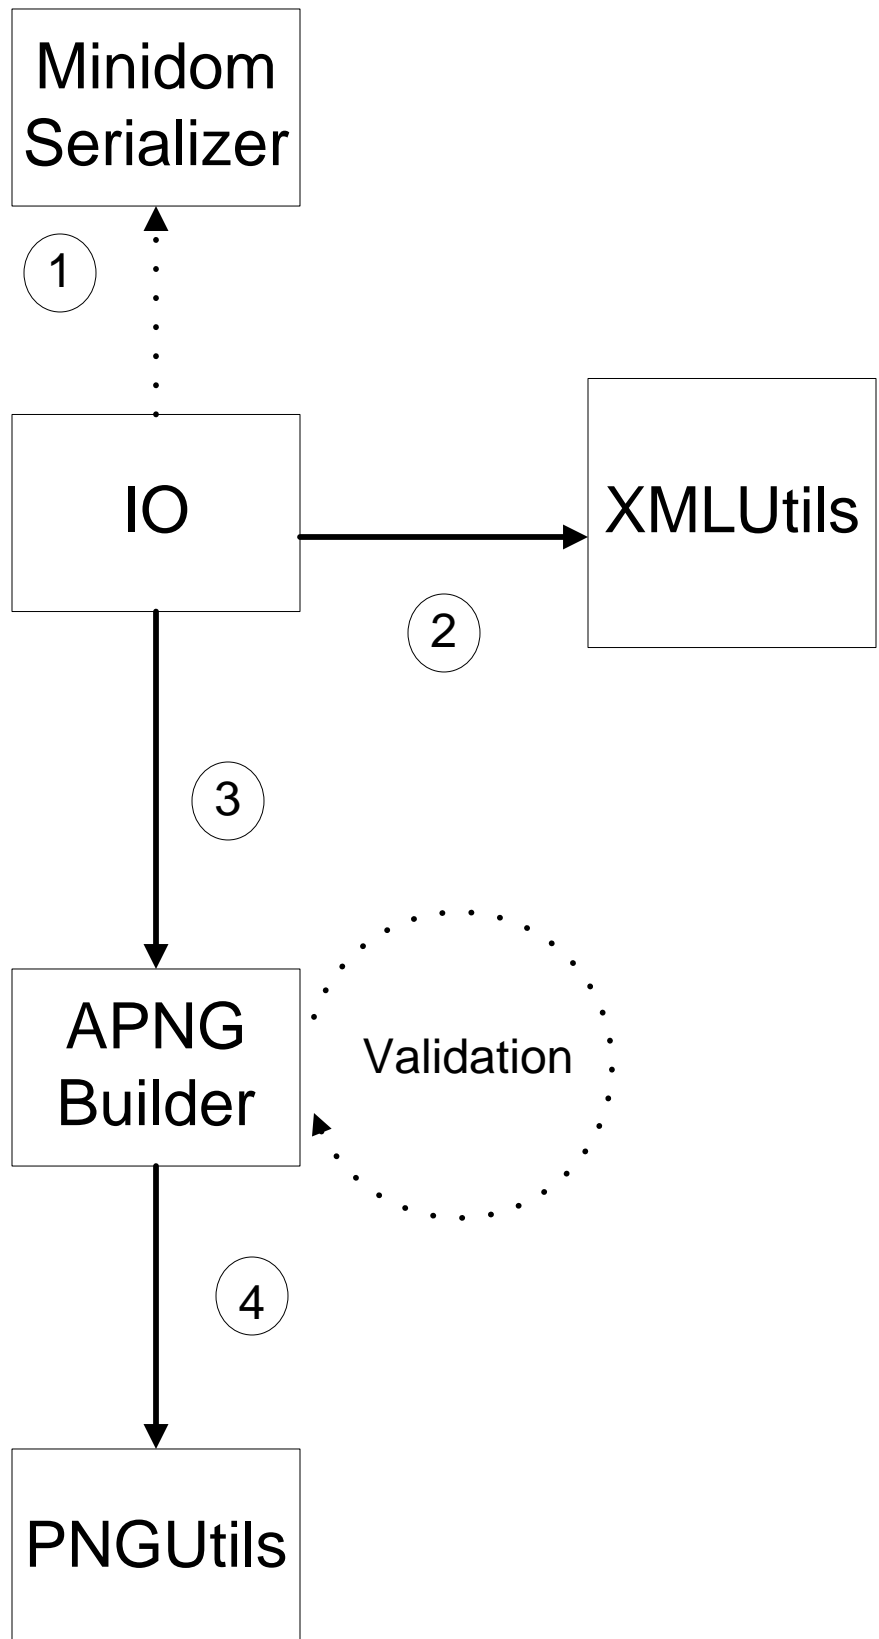 Minidom
Serializer
1
IO
XMLUtils
2
3
APNG
Builder
Validation
4
PNGUtils